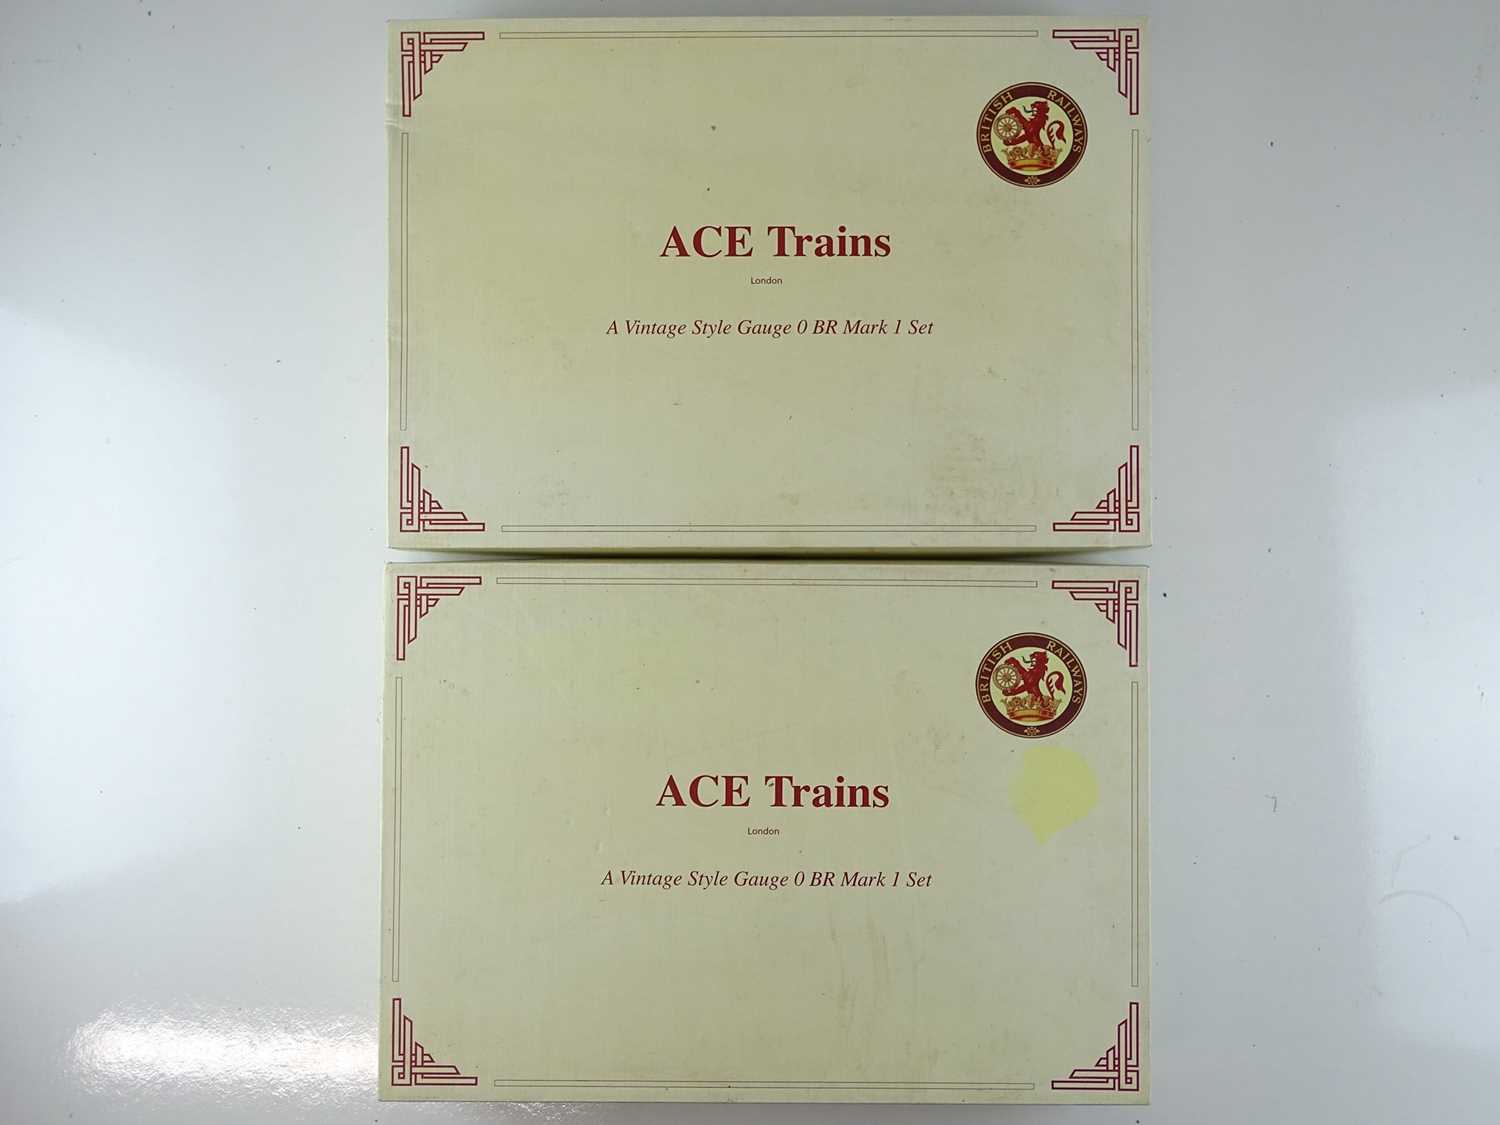 BRITISH RAILWAYS
ACE Trains
London
A Vintage Style Gauge 0 BR Mark 1 Set
BRITISH RAILWAYS
ACE Trains
London
A Vintage Style Gauge 0 BR Mark 1 Set